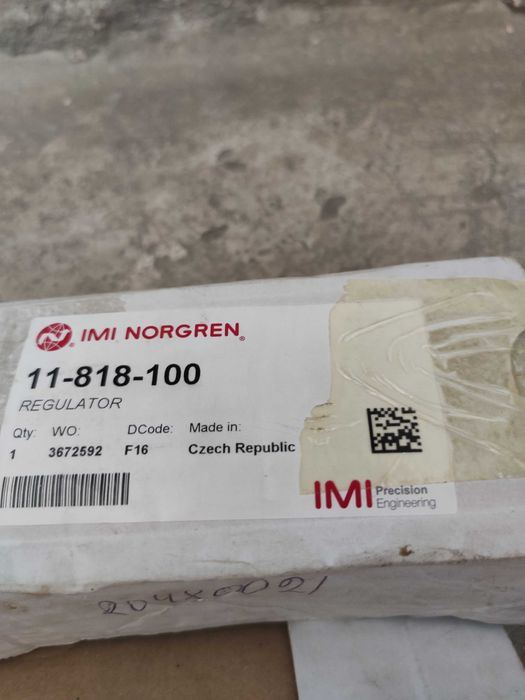 IMI NORGREN®
11-818-100
REGULATOR
Qty: WO: DCode: Made in:
1 3672592 F16 Czech Republic
IMI Precision
Engineering